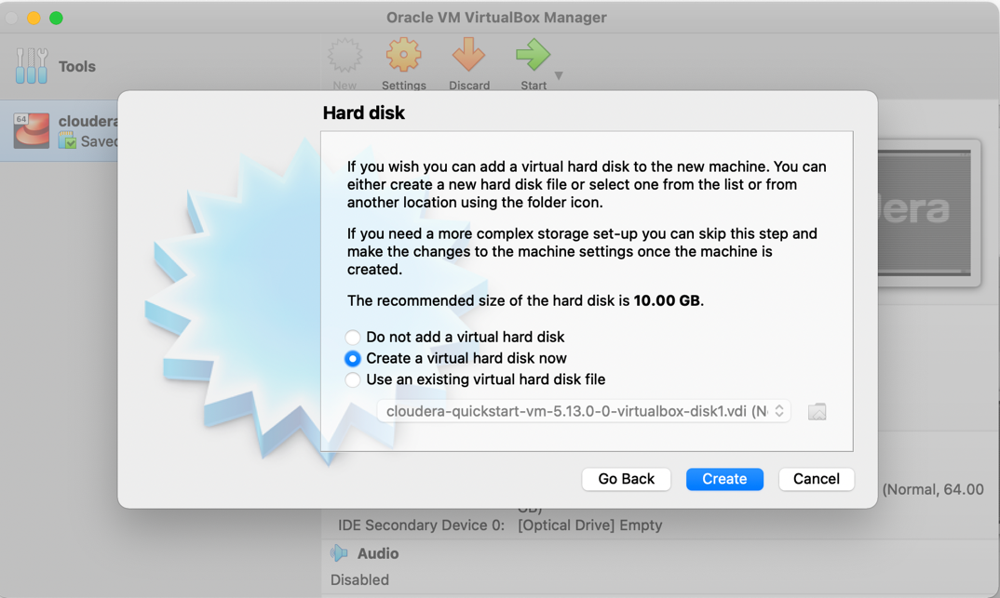 Oracle VM VirtualBox Manager
Tools
New
Settings
Discard
Start
64
cloudera
Saved
Hard disk
If you wish you can add a virtual hard disk to the new machine. You can
either create a new hard disk file or select one from the list or from
another location using the folder icon.
If you need a more complex storage set-up you can skip this step and
make the changes to the machine settings once the machine is
created.
The recommended size of the hard disk is 10.00 GB.
Do not add a virtual hard disk
Create a virtual hard disk now
Use an existing virtual hard disk file
cloudera-quickstart-vm-5.13.0-0-virtualbox-disk1.vdi (N
Go Back
Create
Cancel
dera
(Normal, 64.00
GB)
IDE Secondary Device 0: [Optical Drive] Empty
Audio
Disabled